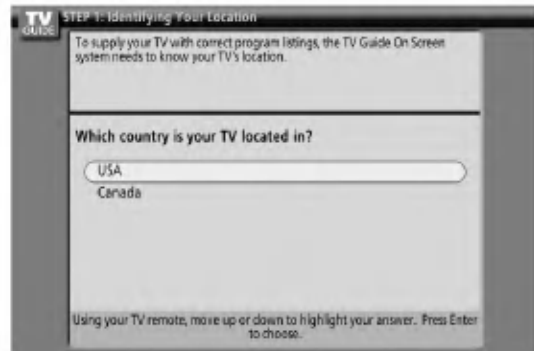 TV
GUIDE
STEP 1: Identifying Your Location
To supply your TV with correct program listings, the TV Guide On Screen
system needs to know your TV's location.
Which country is your TV located in?
USA
Canada
Using your TV remote, move up or down to highlight your answer. Press Enter
to choose.